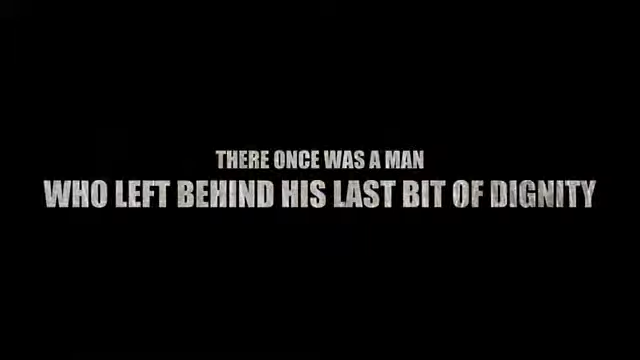 THERE ONCE WAS A MAN
WHO LEFT BEHIND HIS LAST BIT OF DIGNITY